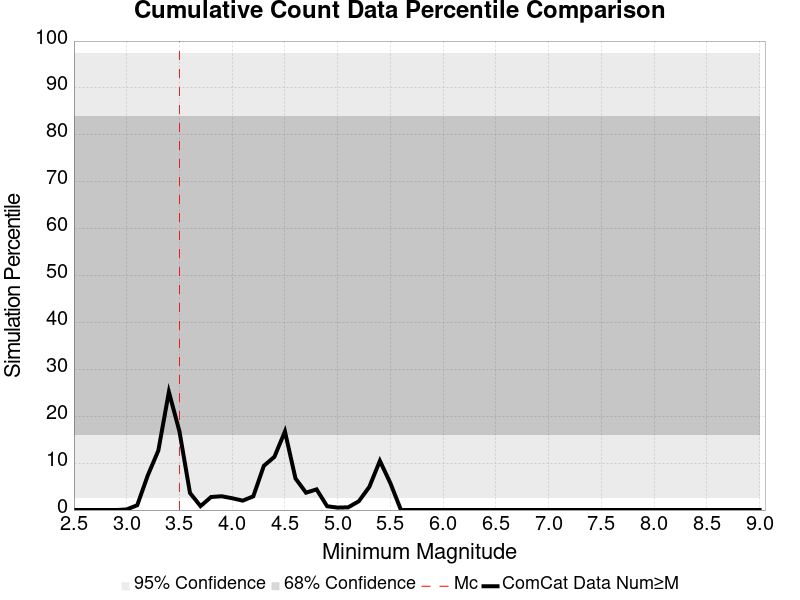 Cumulative Count Data Percentile Comparison
100
90
80
70
60
50
40
30
20
10
0
Simulation Percentile
2.5 3.0 3.5 4.0 4.5 5.0 5.5 6.0 6.5 7.0 7.5 8.0 8.5 9.0
Minimum Magnitude
95% Confidence 68% Confidence Mc ComCat Data Num≥M